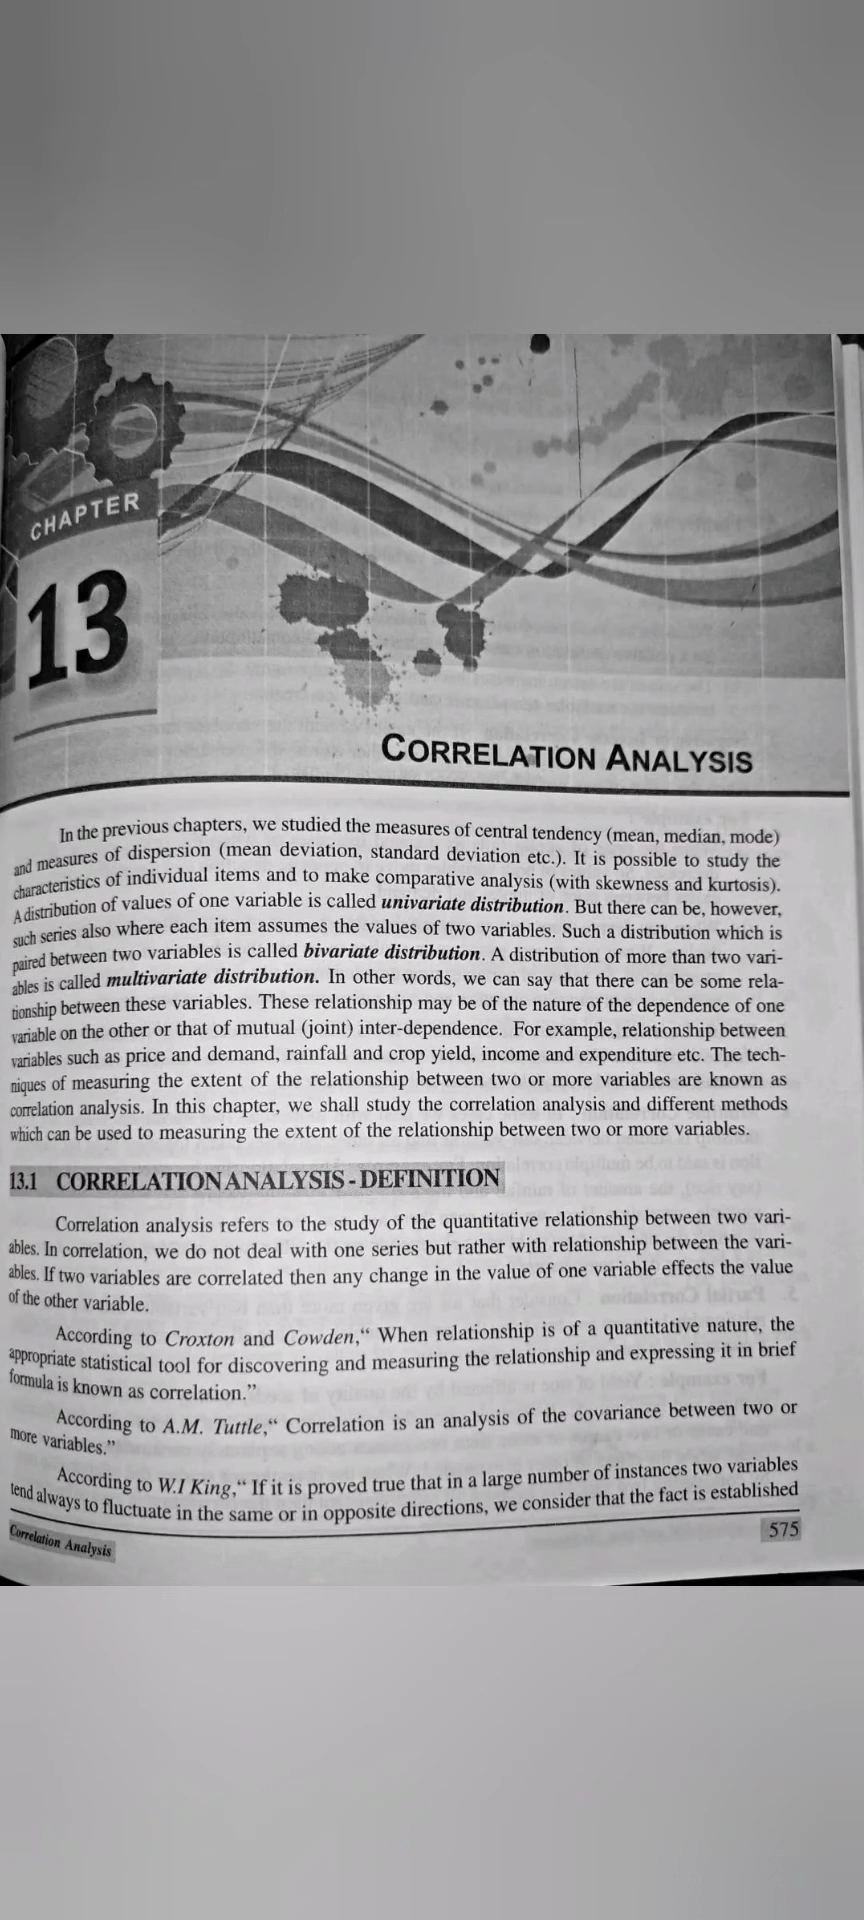 CHAPTER
13
CORRELATION ANALYSIS
In the previous chapters, we studied the measures of central tendency (mean, median, mode)
and measures of dispersion (mean deviation, standard deviation etc.). It is possible to study the
characteristics of individual items and to make comparative analysis (with skewness and kurtosis).
A distribution of values of one variable is called univariate distribution. But there can be, however,
such series also where each item assumes the values of two variables. Such a distribution which is
paired between two variables is called bivariate distribution. A distribution of more than two vari-
ables is called multivariate distribution. In other words, we can say that there can be some rela-
tionship between these variables. These relationship may be of the nature of the dependence of one
variable on the other or that of mutual (joint) inter-dependence. For example, relationship between
variables such as price and demand, rainfall and crop yield, income and expenditure etc. The tech-
niques of measuring the extent of the relationship between two or more variables are known as
correlation analysis. In this chapter, we shall study the correlation analysis and different methods
which can be used to measuring the extent of the relationship between two or more variables.
13.1 CORRELATION ANALYSIS - DEFINITION
Correlation analysis refers to the study of the quantitative relationship between two vari-
ables. In correlation, we do not deal with one series but rather with relationship between the vari-
ables. If two variables are correlated then any change in the value of one variable effects the value
of the other variable.
According to Croxton and Cowden,“ When relationship is of a quantitative nature, the
appropriate statistical tool for discovering and measuring the relationship and expressing it in brief
formula is known as correlation.”
According to A.M. Tuttle,“ Correlation is an analysis of the covariance between two or
more variables.”
According to W.I King,“ If it is proved true that in a large number of instances two variables
tend always to fluctuate in the same or in opposite directions, we consider that the fact is established
Correlation Analysis
575